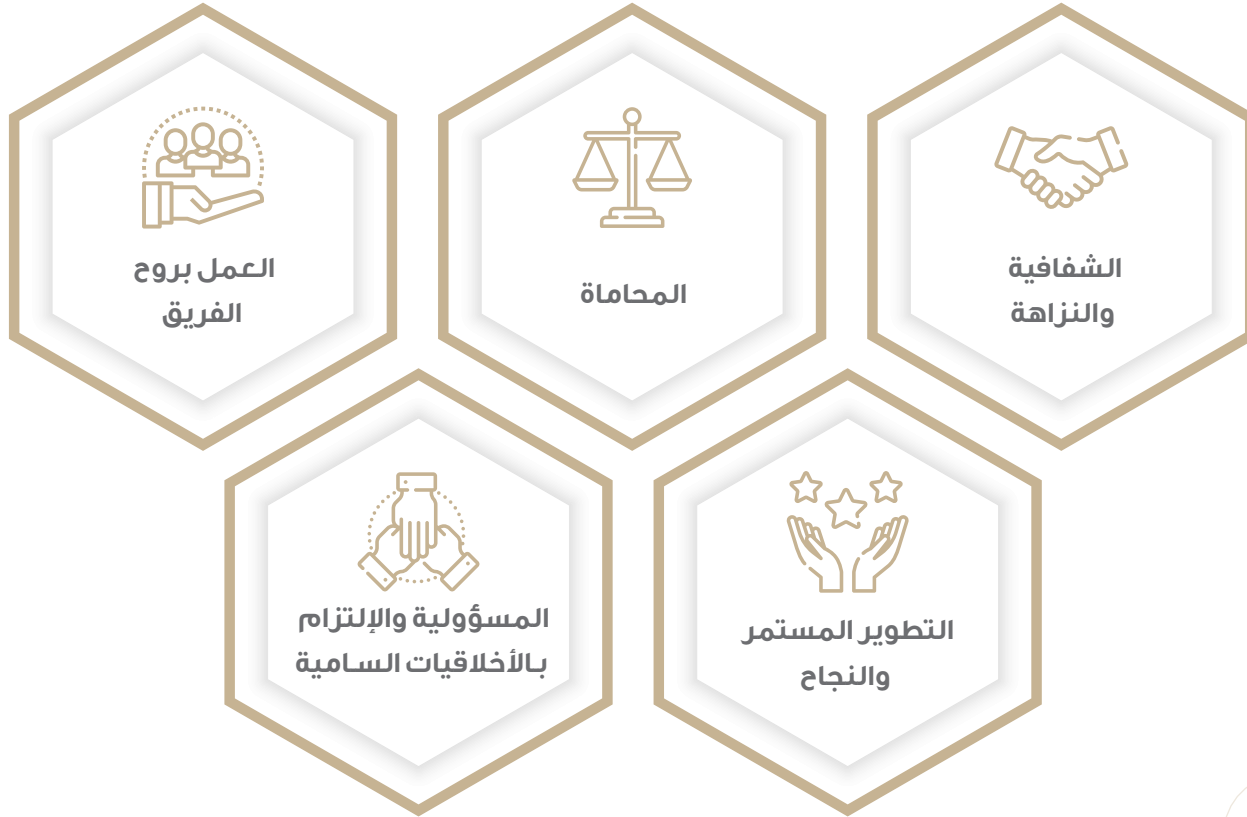 الشفافية
والنزاهة
المحاماة
العمل بروح
الفريق
التطوير المستمر
والنجاح
المسؤولية والإلتزام
بالأخلاقيات السامية